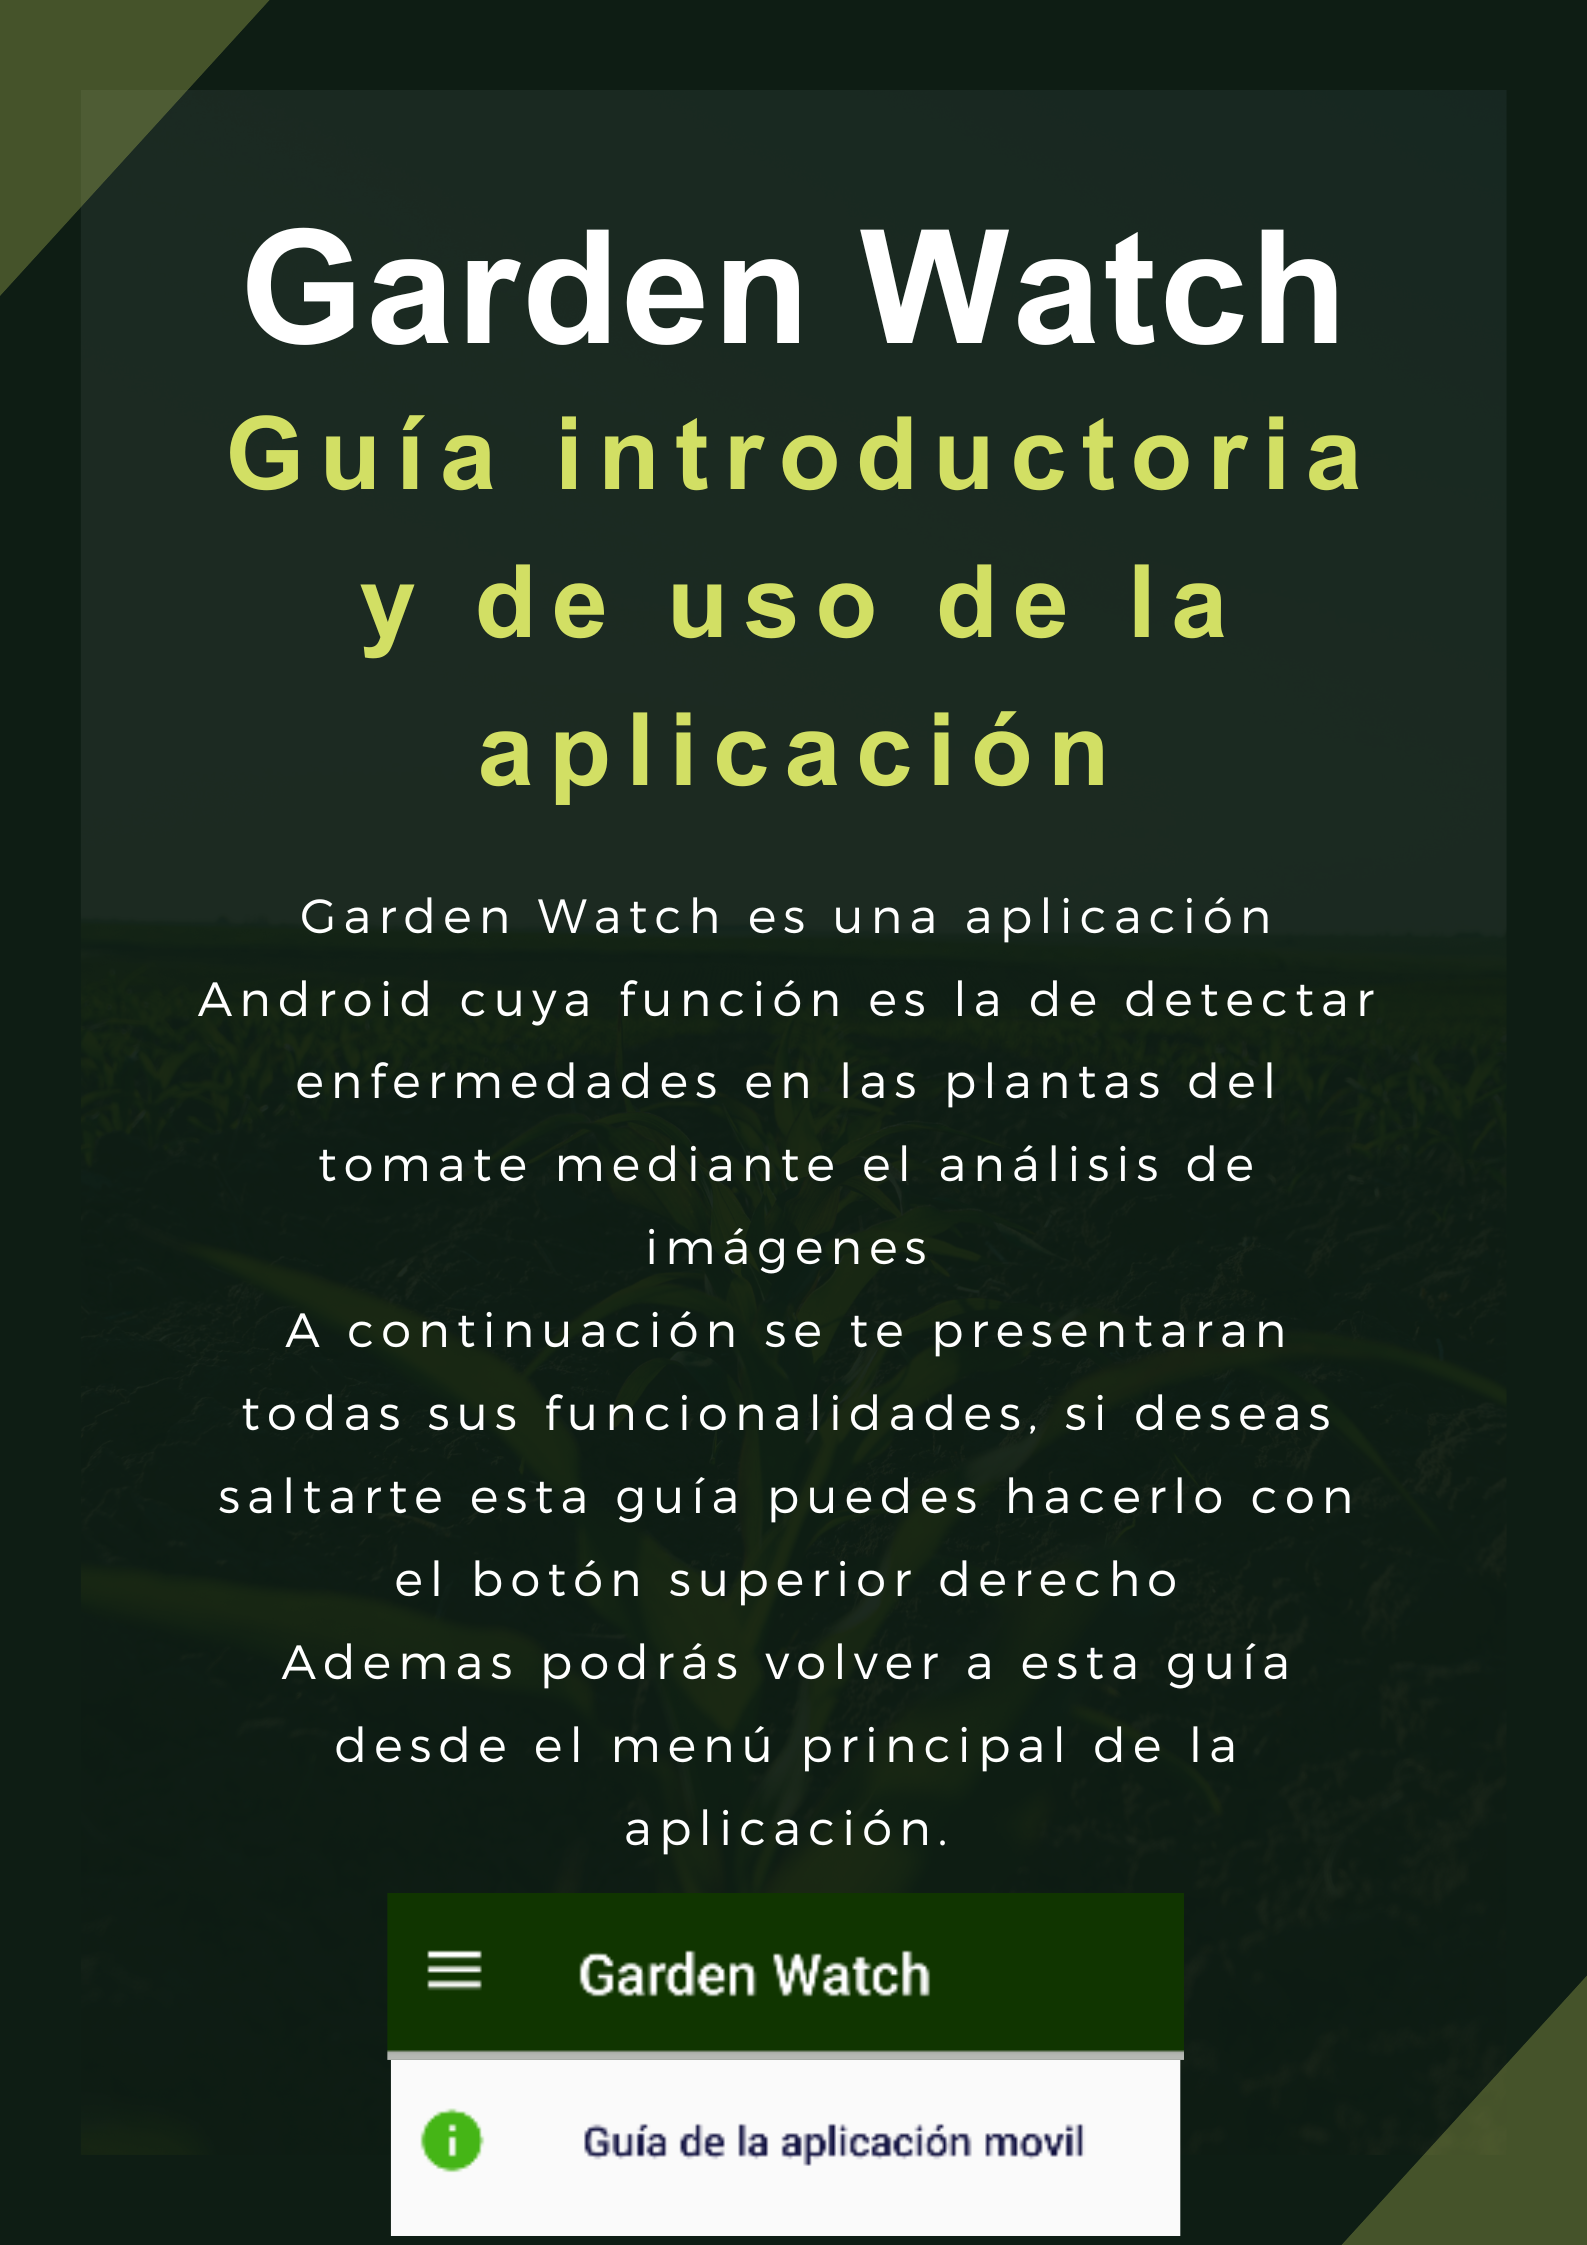 Garden Watch
Guía introductoria
y de uso de la
aplicación
Garden Watch es una aplicación
Android cuya función es la de detectar
enfermedades en las plantas del
tomate mediante el análisis de
imágenes
A continuación se te presentaran
todas sus funcionalidades, si deseas
saltarte esta guía puedes hacerlo con
el botón superior derecho
Ademas podrás volver a esta guía
desde el menú principal de la
aplicación.
Garden Watch
Guía de la aplicación movil